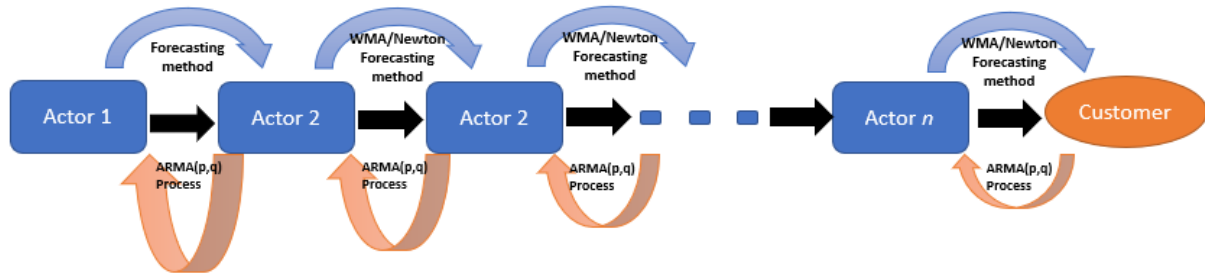 Forecasting
method
WMA/Newton
Forecasting
method
WMA/Newton
Forecasting
method
WMA/Newton
Forecasting
method
Actor 1
Actor 2
Actor 2
Actor n
Customer
ARMA(p,q)
Process
ARMA(p,q)
Process
ARMA(p,q)
Process
ARMA(p,q)
Process